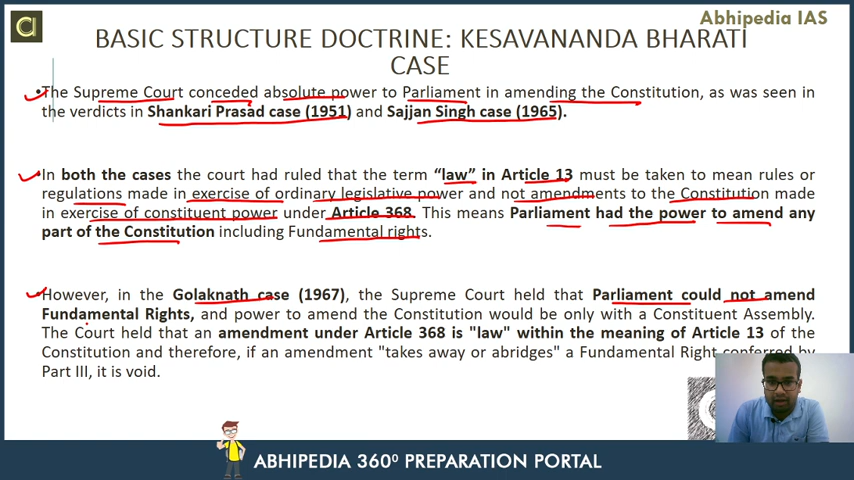 Abhipedia IAS
BASIC STRUCTURE DOCTRINE: KESAVANANDA BHARATI
CASE
•The Supreme Court conceded absolute power to Parliament in amending the Constitution, as was seen in
the verdicts in Shankari Prasad case (1951) and Sajjan Singh case (1965).
•In both the cases the court had ruled that the term “law” in Article 13 must be taken to mean rules or
regulations made in exercise of ordinary legislative power and not amendments to the Constitution made
in exercise of constituent power under Article 368. This means Parliament had the power to amend any
part of the Constitution including Fundamental rights.
•However, in the Golaknath case (1967), the Supreme Court held that Parliament could not amend
Fundamental Rights, and power to amend the Constitution would be only with a Constituent Assembly.
The Court held that an amendment under Article 368 is "law" within the meaning of Article 13 of the
Constitution and therefore, if an amendment "takes away or abridges" a Fundamental Right conferred by
Part III, it is void.
ABHIPEDIA 360⁰ PREPARATION PORTAL